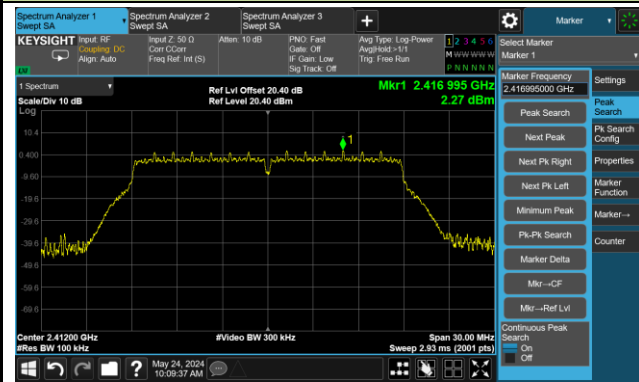 Spectrum Analyzer 1
Swept SA
Spectrum Analyzer 2
Swept SA
Spectrum Analyzer 3
Swept SA
+
Marker
KEYSIGHT
Input: RF
Coupling: DC
Align: Auto
Input Z: 50 Ω
Corr CCorr
Freq Ref: Int (S)
Atten: 10 dB
PNO: Fast
Gate: Off
IF Gain: Low
Sig Track: Off
Avg Type: Log-Power
Avg|Hold:>1/1
Trig: Free Run
1 2 3 4 5 6
M W W W W W
P N N N N N
Select Marker
Marker 1
LXI
1 Spectrum
Scale/Div 10 dB
Log
Ref Lvl Offset 20.40 dB
Ref Level 20.40 dBm
Mkr1 2.416 995 GHz
2.27 dBm
10.4
0.400
-9.60
-19.6
-29.6
-39.6
-49.6
-59.6
-69.6
1
Center 2.41200 GHz
#Res BW 100 kHz
#Video BW 300 kHz
Span 30.00 MHz
Sweep 2.93 ms (2001 pts)
Marker Frequency
2.416995000 GHz
Peak Search
Next Peak
Next Pk Right
Next Pk Left
Minimum Peak
Pk-Pk Search
Marker Delta
Mkr→CF
Mkr→Ref Lvl
Continuous Peak
Search
On
Off
Settings
Peak
Search
Pk Search
Config
Properties
Marker
Function
Marker→
Counter
?
May 24, 2024
10:09:37 AM